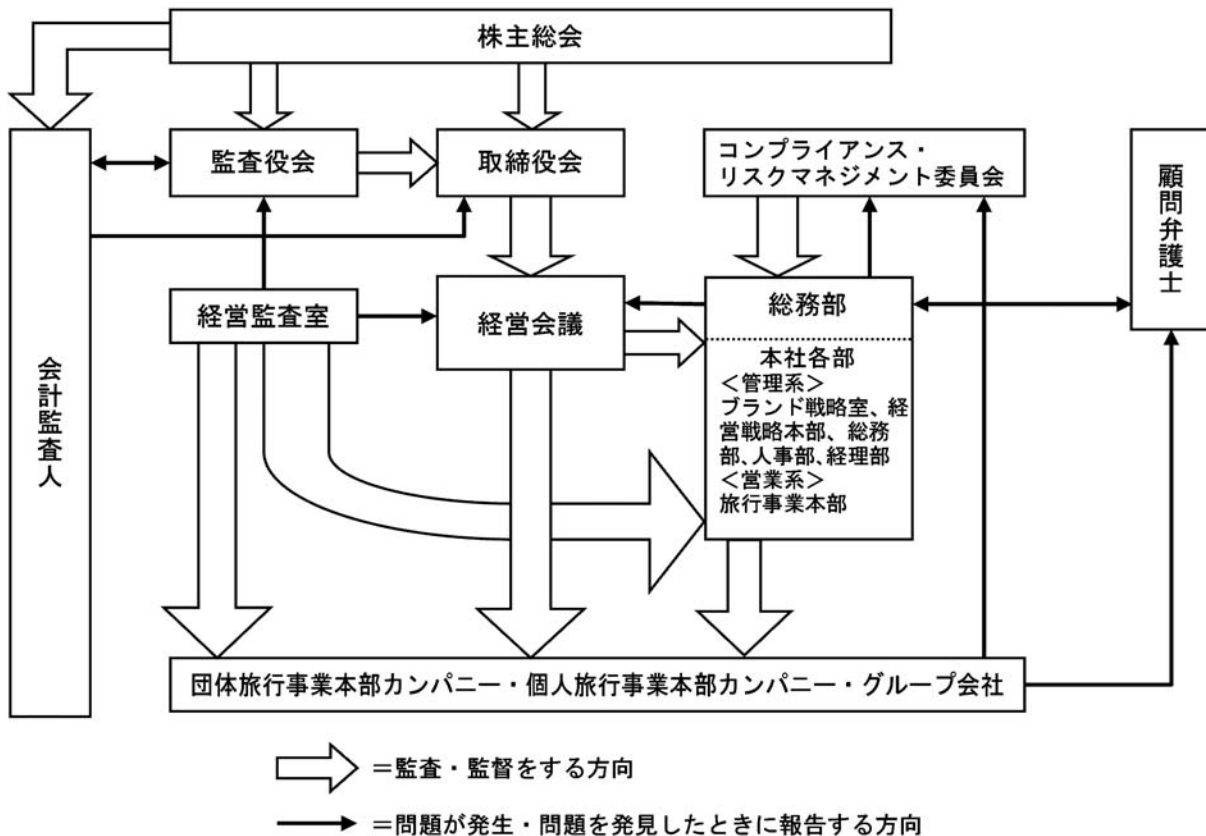 株主総会
監査役会
取締役会
コンプライアンス・
リスクマネジメント委員会
顧問弁護士
会計監査人
経営監査室
経営会議
総務部
本社各部
＜管理系＞
ブランド戦略室、経
営戦略本部、総務
部、人事部、経理部
＜営業系＞
旅行事業本部
団体旅行事業本部カンパニー・個人旅行事業本部カンパニー・グループ会社
＝監査・監督をする方向
＝問題が発生・問題を発見したときに報告する方向